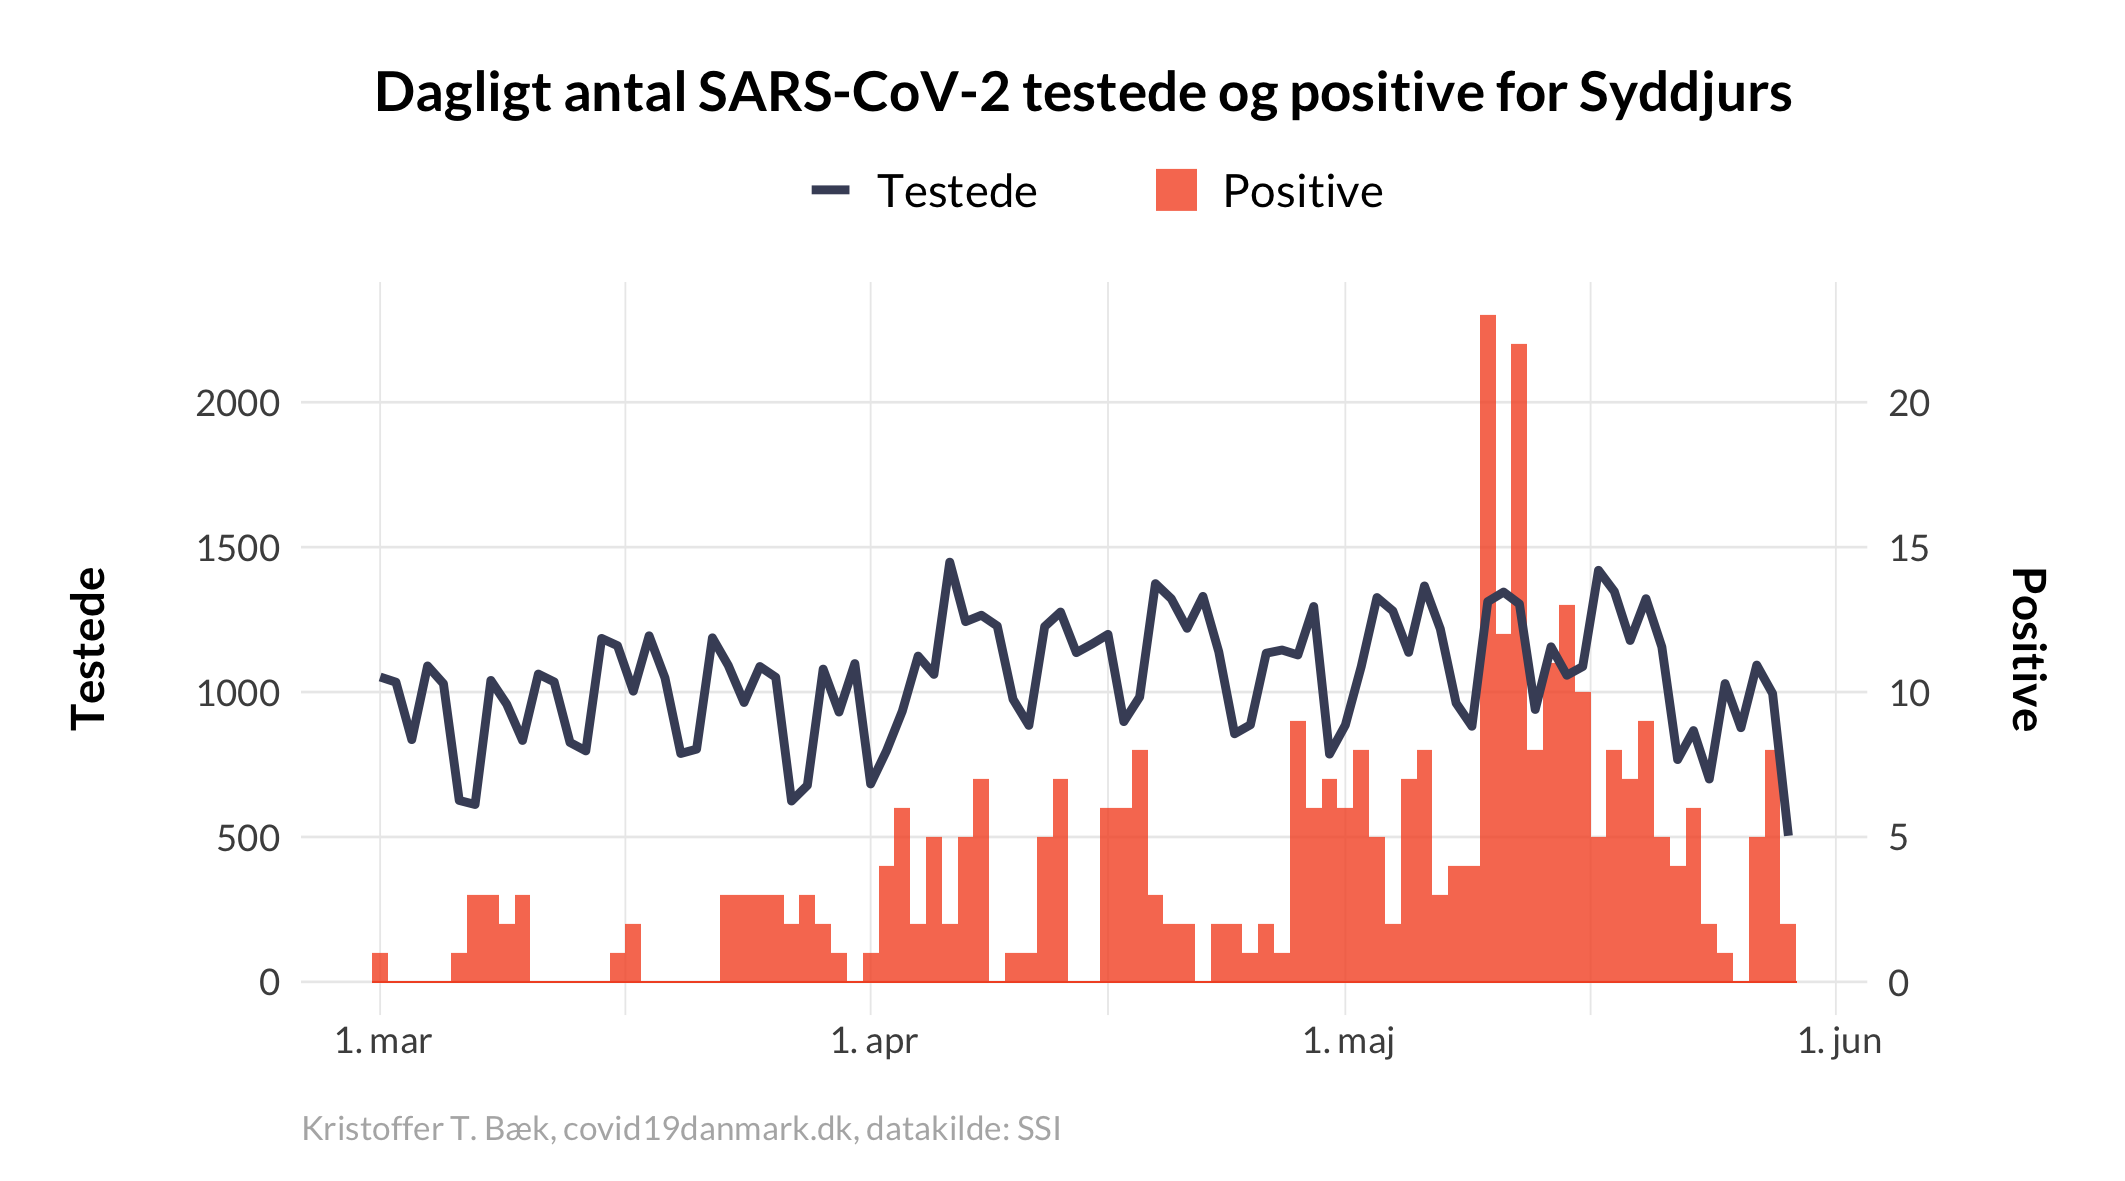 Dagligt antal SARS-CoV-2 testede og positive for Syddjurs
Testede
Positive
2000
1500
1000
500
0
20
15
10
5
0
Testede
Positive
1. mar
1. apr
1. maj
1. jun
Kristoffer T. Bæk, covid19danmark.dk, datakilde: SSI